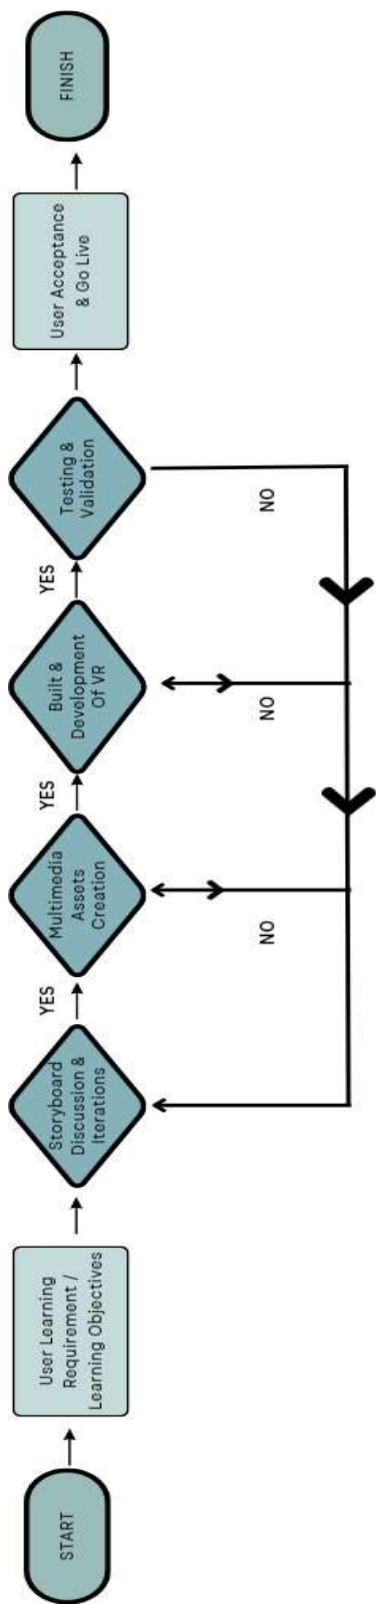 START
User Learning
Requirement /
Learning Objectives
Storyboard
Discussion &
Iterations
YES
Multimedia
Assets
Creation
NO
YES
Built &
Development
Of VR
NO
YES
Testing &
Validation
NO
User Acceptance
& Go Live
FINISH